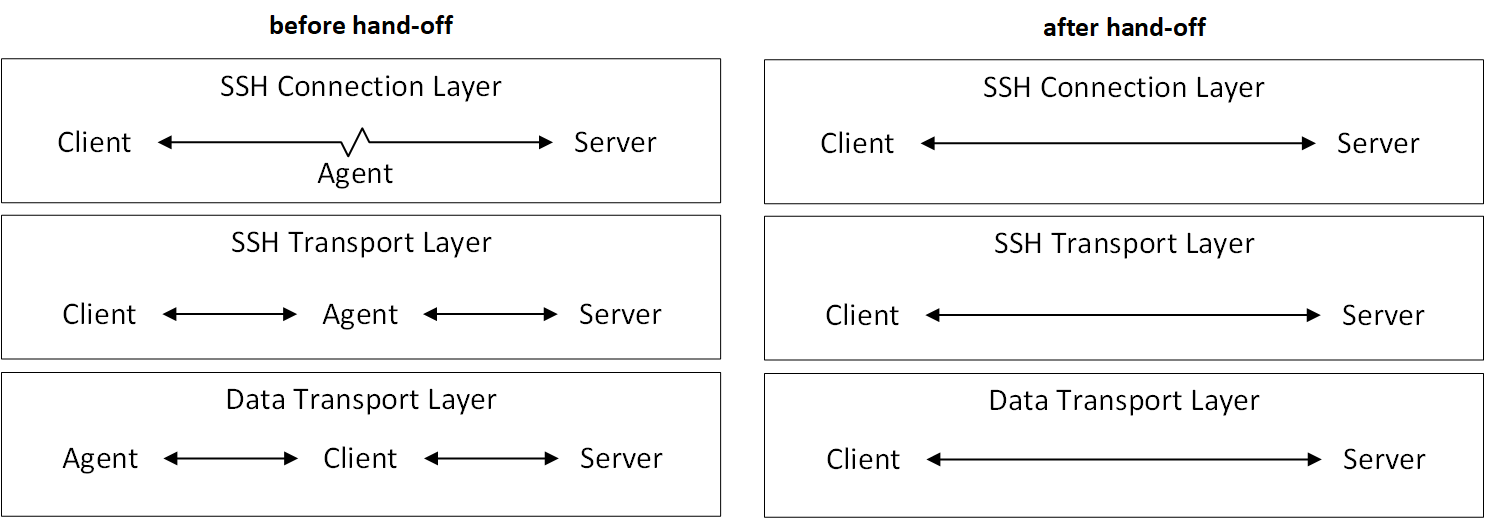 before hand-off
SSH Connection Layer
Client Server
Agent
SSH Transport Layer
Client Agent Server
Data Transport Layer
Agent Client Server
after hand-off
SSH Connection Layer
Client Server
SSH Transport Layer
Client Server
Data Transport Layer
Client Server